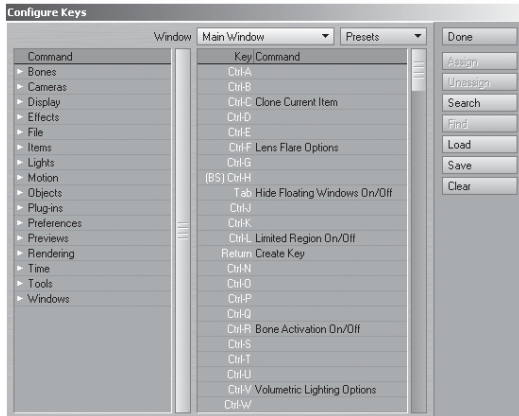 Configure Keys
Window Main Window Presets Done
Command
Bones
Cameras
Display
Effects
File
Items
Lights
Motion
Objects
Plug-ins
Preferences
Previews
Rendering
Time
Tools
Windows
Key Command
Ctrl-A
Ctrl-B
Ctrl-C Clone Current Item
Ctrl-D
Ctrl-E
Ctrl-F Lens Flare Options
Ctrl-G
(BS) Ctrl-H
Tab Hide Floating Windows On/Off
Ctrl-J
Ctrl-K
Ctrl-L Limited Region On/Off
Return Create Key
Ctrl-N
Ctrl-O
Ctrl-P
Ctrl-Q
Ctrl-R Bone Activation On/Off
Ctrl-S
Ctrl-T
Ctrl-U
Ctrl-V Volumetric Lighting Options
Ctrl-W
Assign
Unassign
Search
Find
Load
Save
Clear